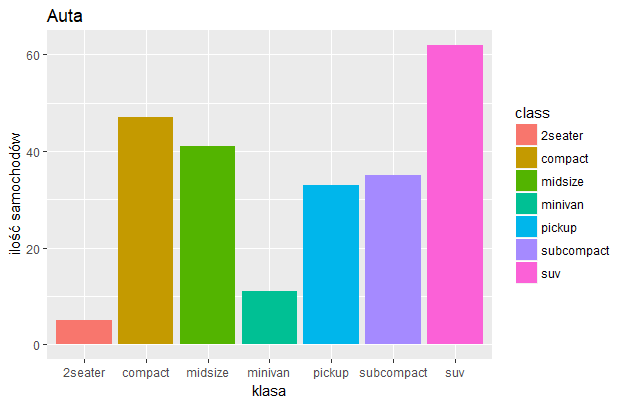 Auta
ilość samochodów
60
40
20
0
2seater compact midsize minivan pickup subcompact suv
klasa
class
2seater
compact
midsize
minivan
pickup
subcompact
suv